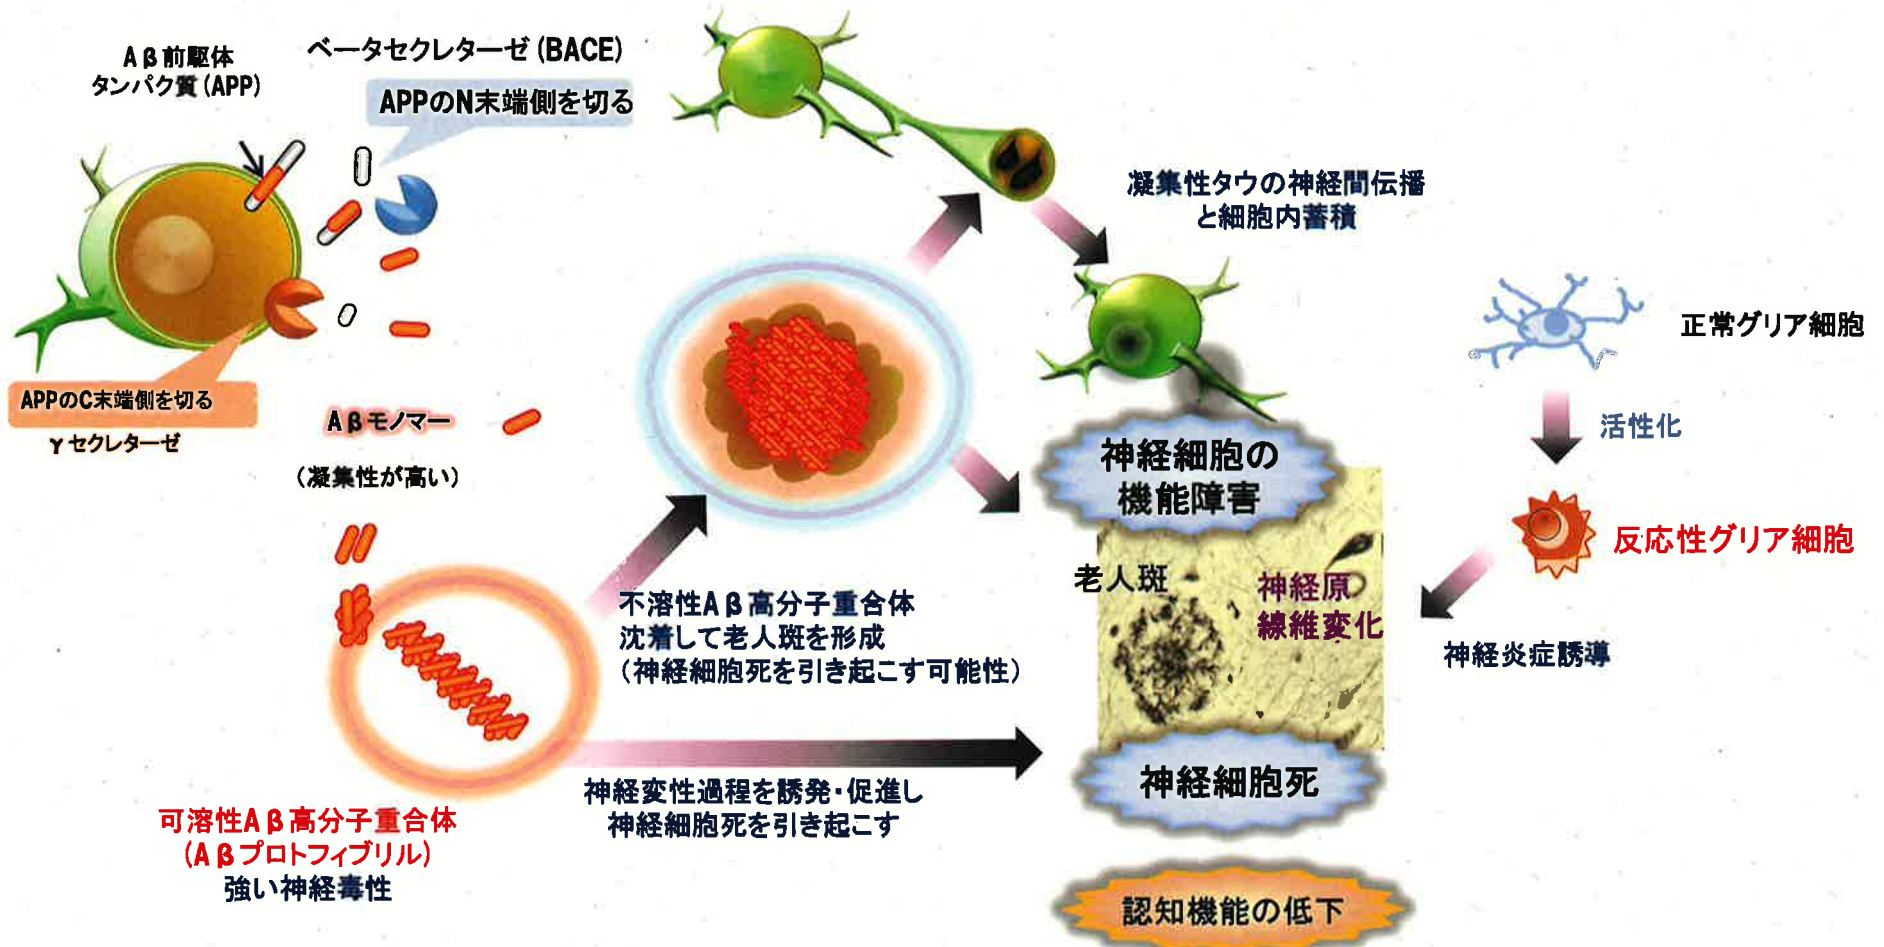 Aβ前駆体
タンパク質(APP)
ベータセクレターゼ(BACE)
APPのN末端側を切る
APPのC末端側を切る
γセクレターゼ
Aβモノマー
(凝集性が高い)
可溶性Aβ高分子重合体
(Aβプロトフィブリル)
強い神経毒性
不溶性Aβ高分子重合体
沈着して老人斑を形成
(神経細胞死を引き起こす可能性)
神経変性過程を誘発・促進し
神経細胞死を引き起こす
凝集性タウの神経間伝播
と細胞内蓄積
神経細胞の
機能障害
老人斑
神経原
線維変化
神経細胞死
認知機能の低下
正常グリア細胞
活性化
反応性グリア細胞
神経炎症誘導